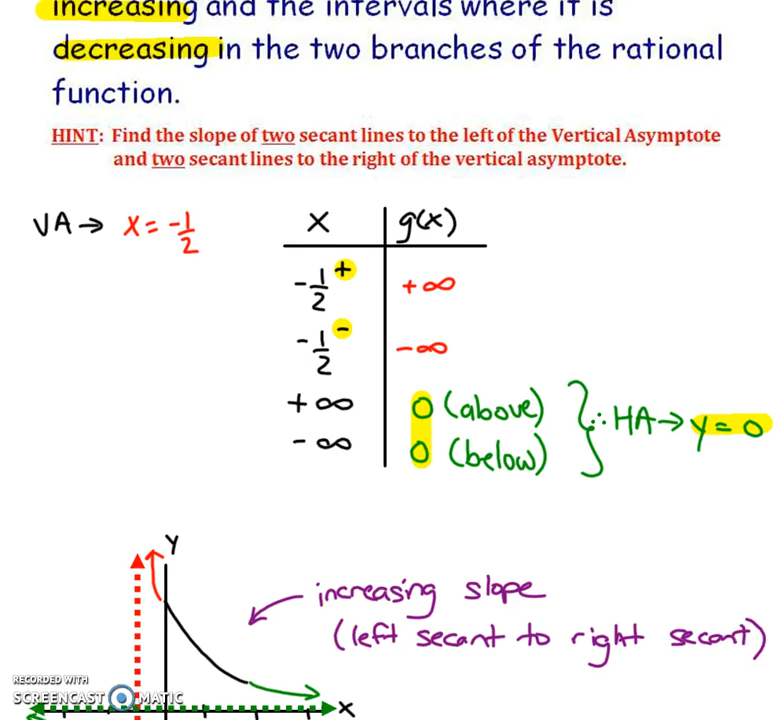 increasing and the intervals where it is
decreasing in the two branches of the rational
function.
HINT: Find the slope of two secant lines to the left of the Vertical Asymptote
and two secant lines to the right of the vertical asymptote.
VA → x = -1/2
x g(x)
-1/2⁺ +∞
-1/2⁻ -∞
+∞ 0 (above)
-∞ 0 (below)
∴ HA → y = 0
y
increasing slope
(left secant to right secant)
RECORDED WITH
SCREENCAST MATIC
x